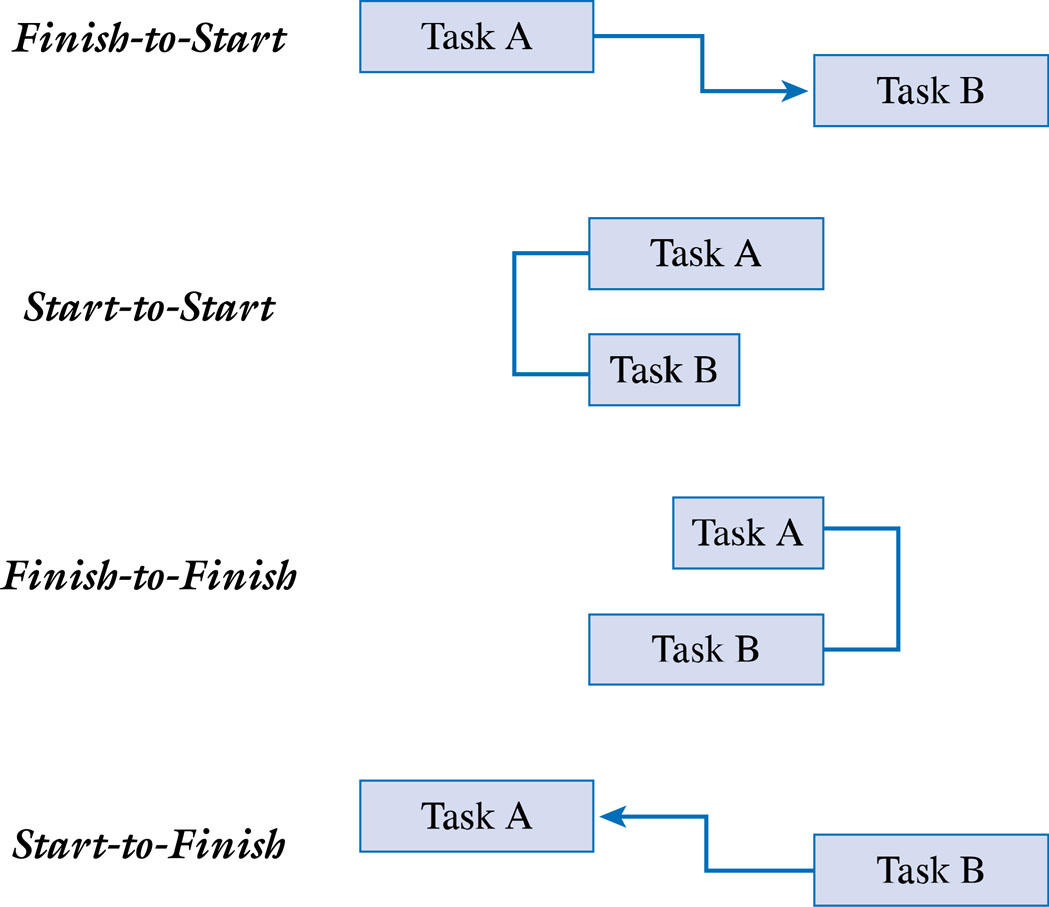 Finish-to-Start
Task A
Task B
Start-to-Start
Task A
Task B
Finish-to-Finish
Task A
Task B
Start-to-Finish
Task A
Task B